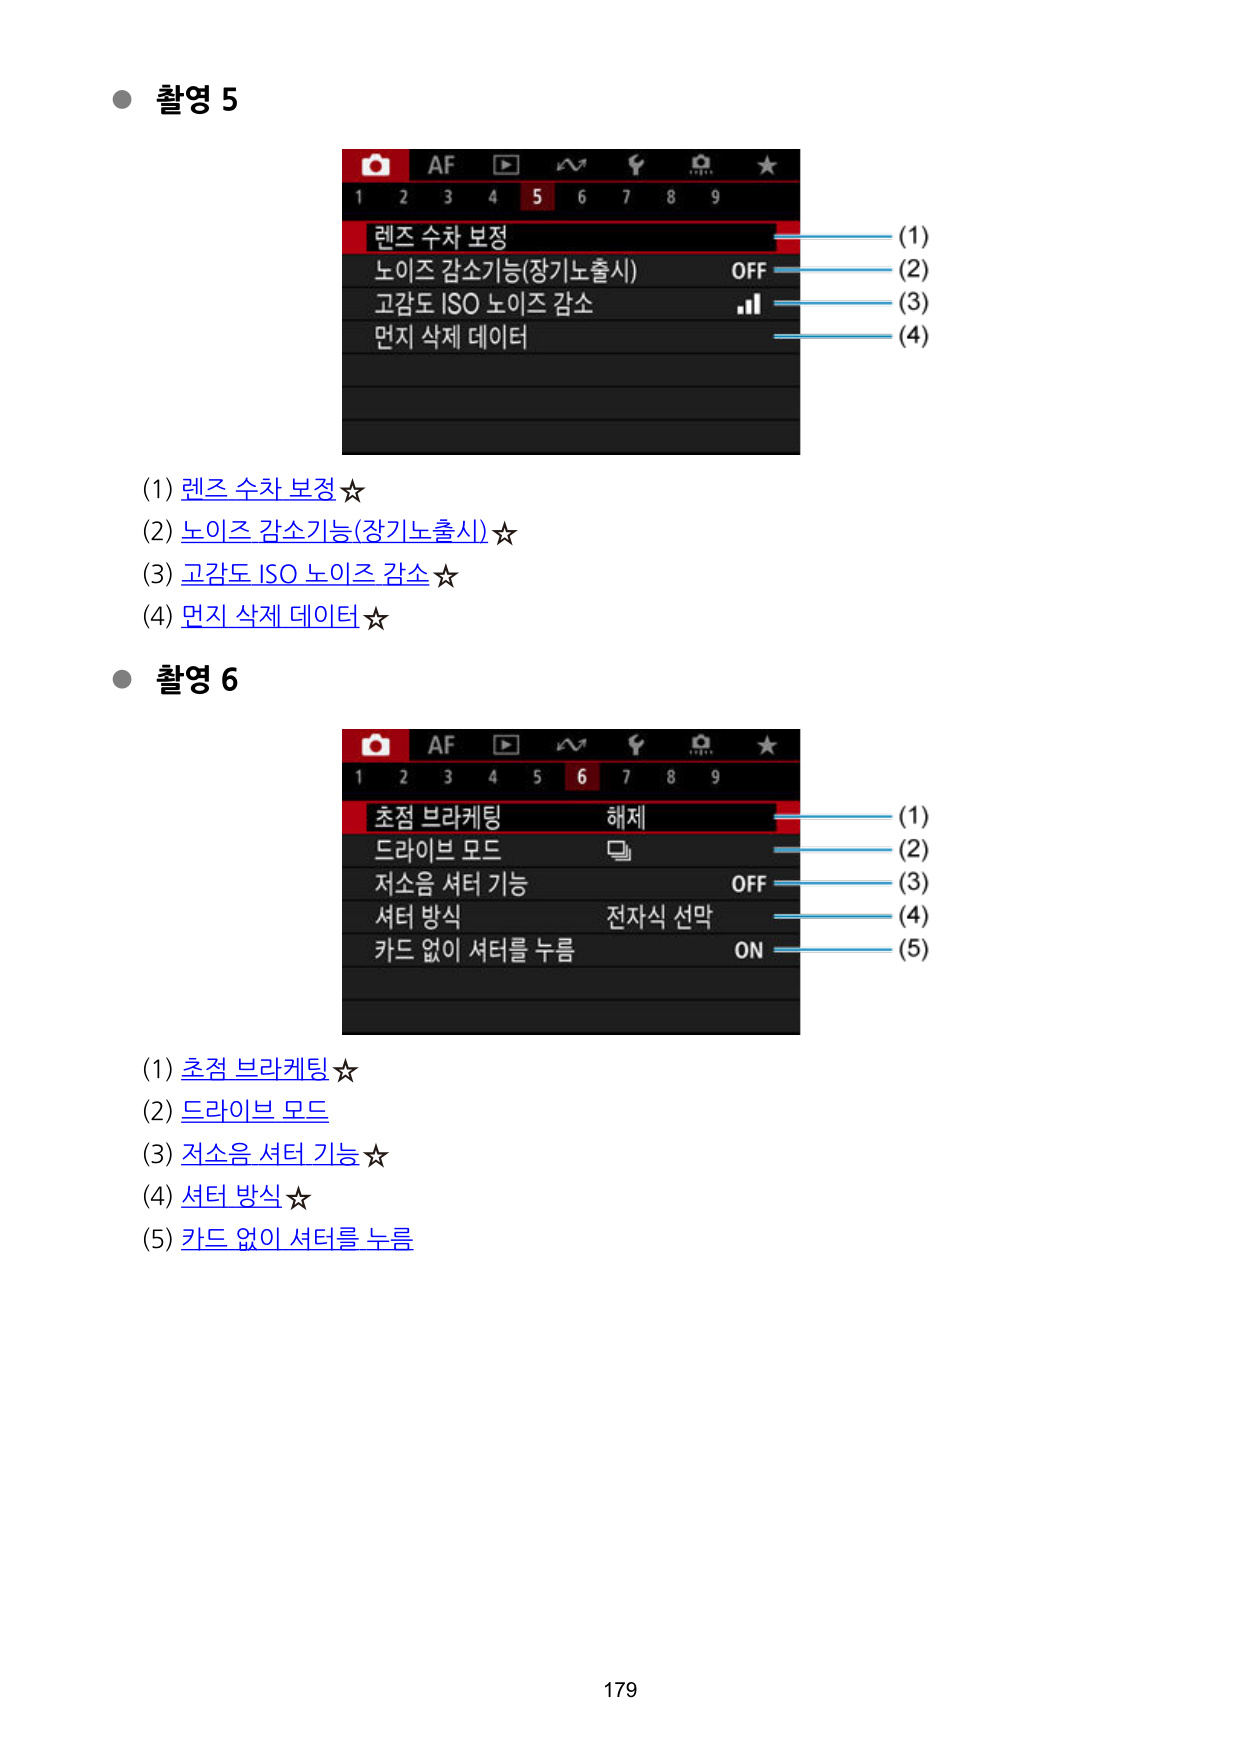 ● 촬영 5
AF ★
1 2 3 4 5 6 7 8 9
렌즈 수차 보정 (1)
노이즈 감소기능(장기노출시) OFF (2)
고감도 ISO 노이즈 감소 (3)
먼지 삭제 데이터 (4)
(1) 렌즈 수차 보정☆
(2) 노이즈 감소기능(장기노출시)☆
(3) 고감도 ISO 노이즈 감소☆
(4) 먼지 삭제 데이터☆
● 촬영 6
AF ★
1 2 3 4 5 6 7 8 9
초점 브라케팅 해제 (1)
드라이브 모드 (2)
저소음 셔터 기능 OFF (3)
셔터 방식 전자식 선막 (4)
카드 없이 셔터를 누름 ON (5)
(1) 초점 브라케팅☆
(2) 드라이브 모드
(3) 저소음 셔터 기능☆
(4) 셔터 방식☆
(5) 카드 없이 셔터를 누름
179